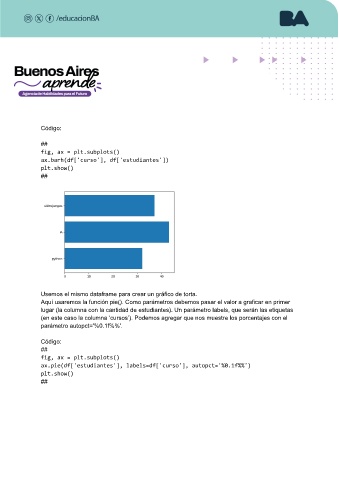 /educacionBA
BA
Buenos Aires
aprende
Agencia de Habilidades para el Futuro
Código:
##
fig, ax = plt.subplots()
ax.barh(df['curso'], df['estudiantes'])
plt.show()
##
videojuegos
ia
python
0 10 20 30 40
Usemos el mismo dataframe para crear un gráfico de torta.
Aquí usaremos la función pie(). Como parámetros debemos pasar el valor a graficar en primer
lugar (la columna con la cantidad de estudiantes). Un parámetro labels, que serán las etiquetas
(en este caso la columna 'cursos'). Podemos agregar que nos muestre los porcentajes con el
parámetro autopct='%0.1f%%'.
Código:
##
fig, ax = plt.subplots()
ax.pie(df['estudiantes'], labels=df['curso'], autopct='%0.1f%%')
plt.show()
##